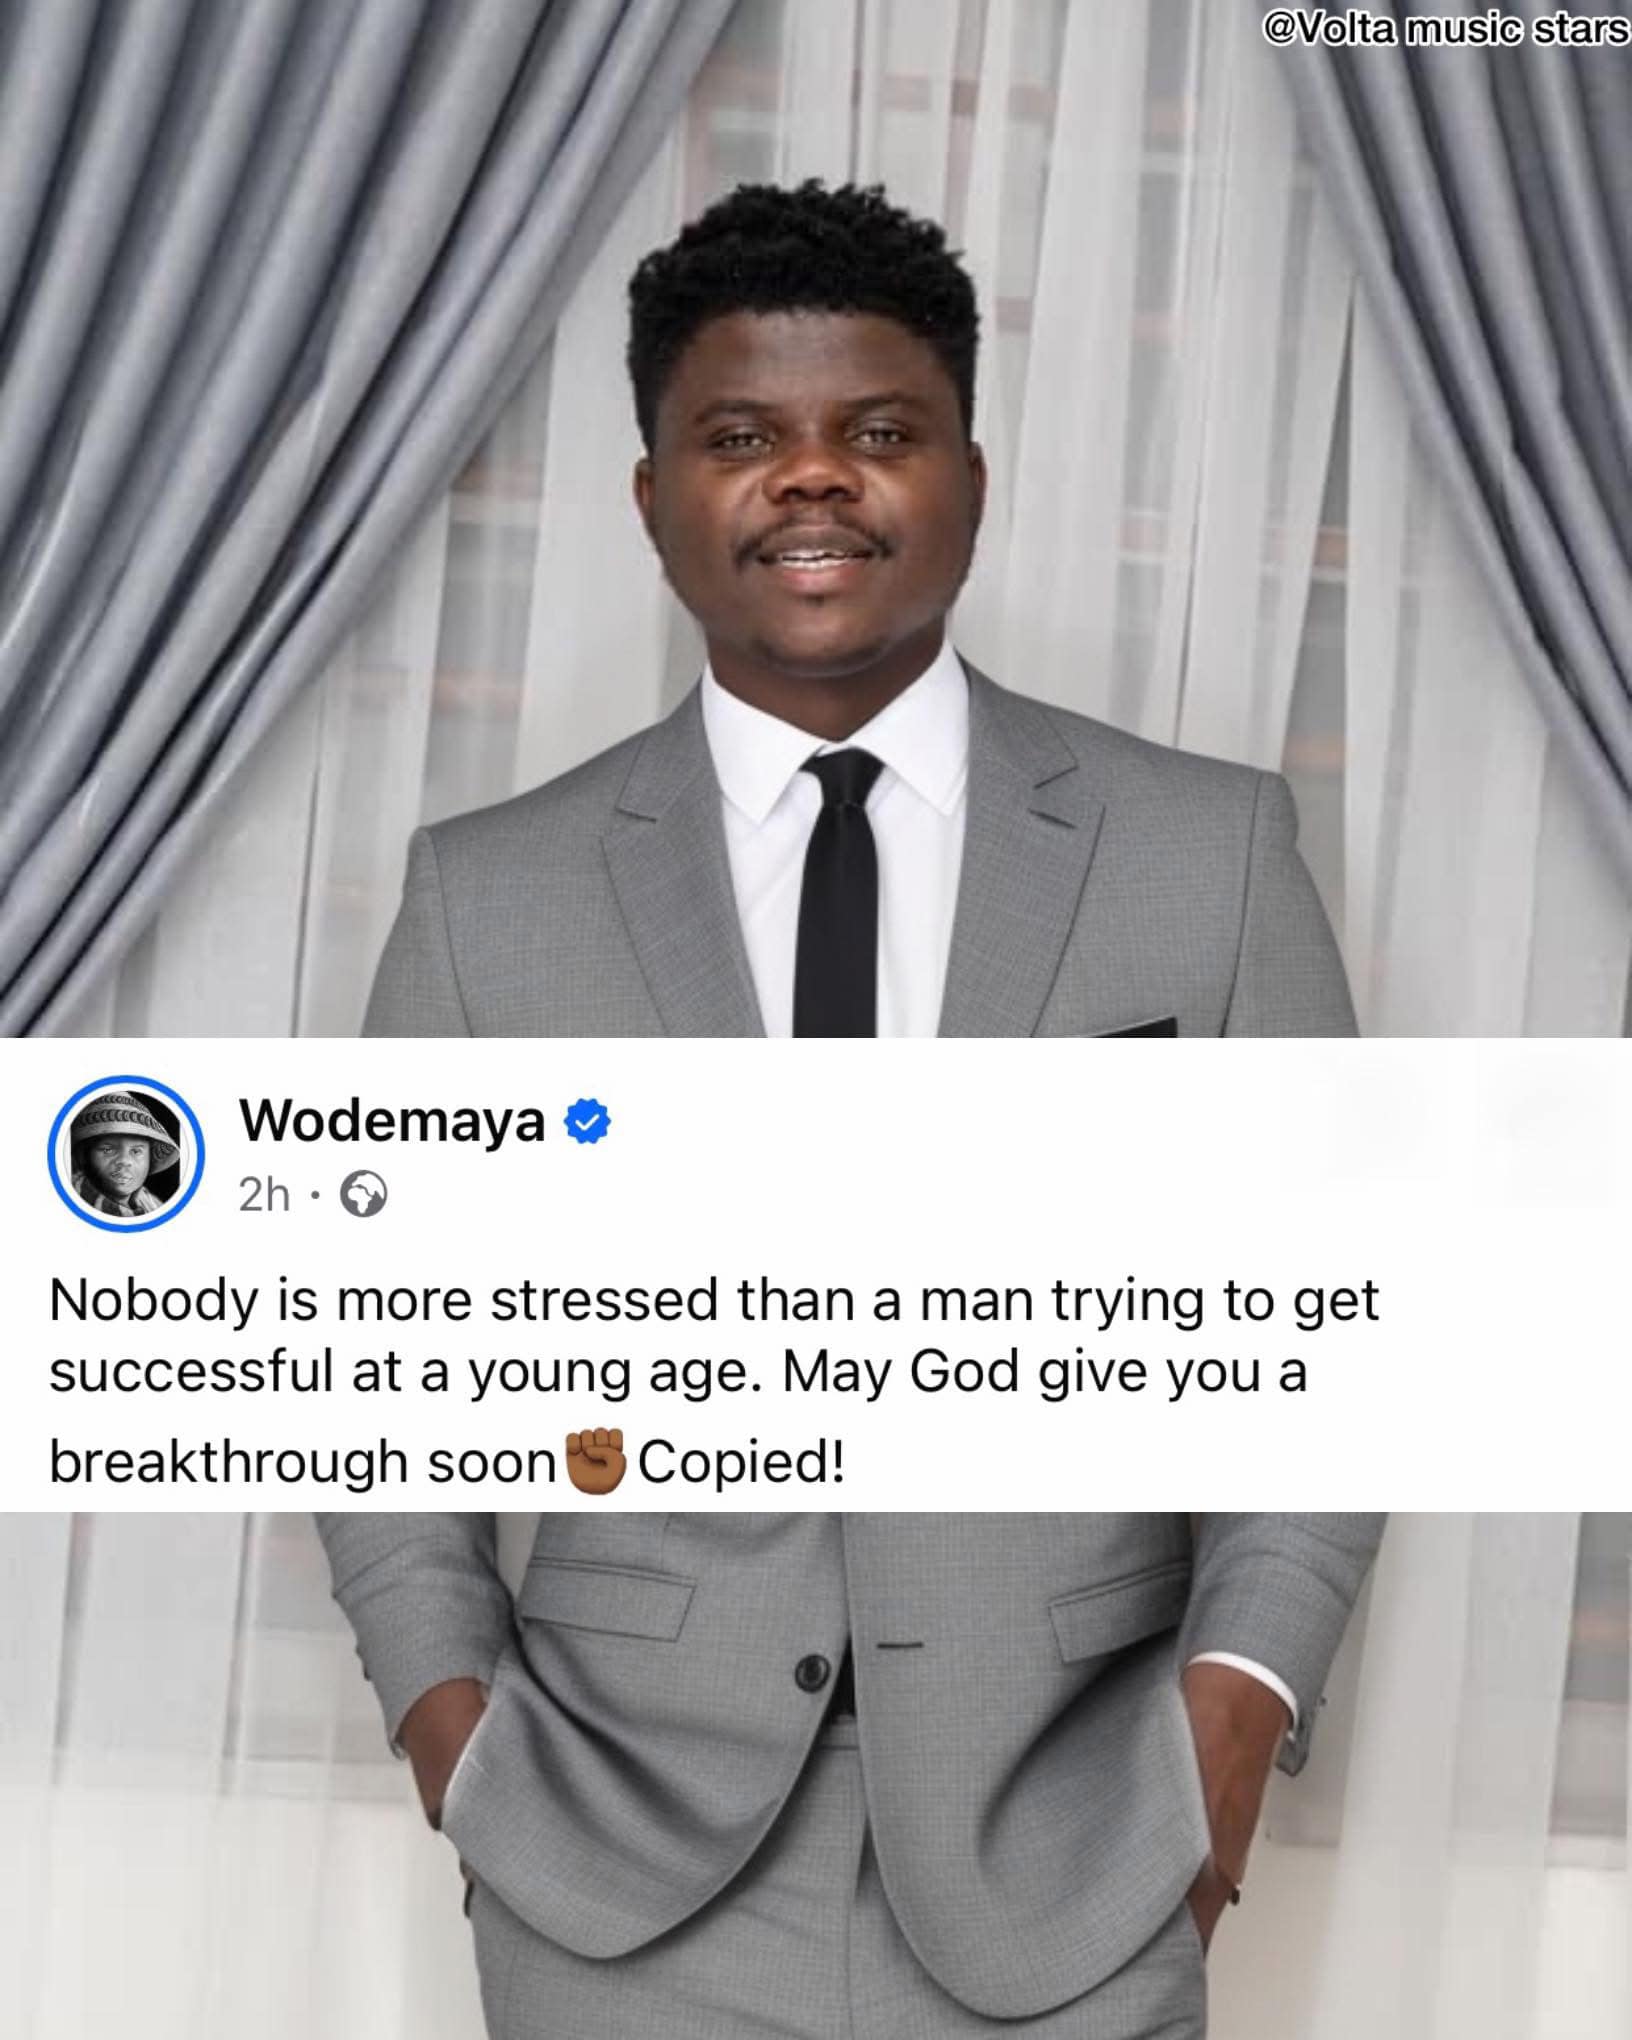 @Volta music stars
Wodemaya
2h ·
Nobody is more stressed than a man trying to get
successful at a young age. May God give you a
breakthrough soon✊🏾Copied!